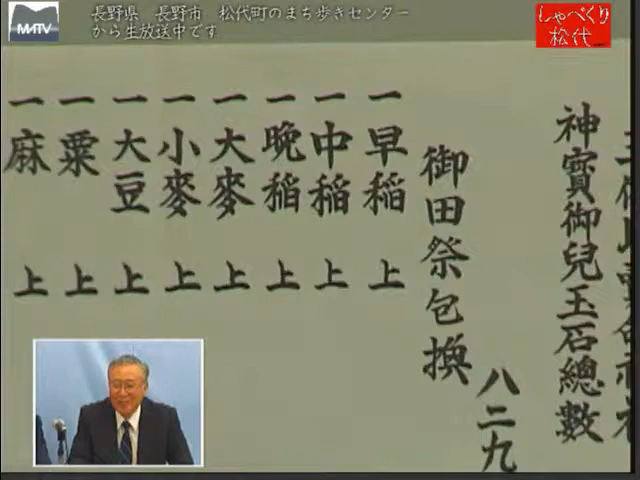 MATV
長野県 長野市 松代町のまち歩きセンター
から生放送中です
しゃべくり
松代
神寳御兒玉石總數
八二九
御田祭包換
一 早稲 上
一 中稲 上
一 晩稲 上
一 大麥 上
一 小麥 上
一 大豆 上
一 粟 上
一 麻 上